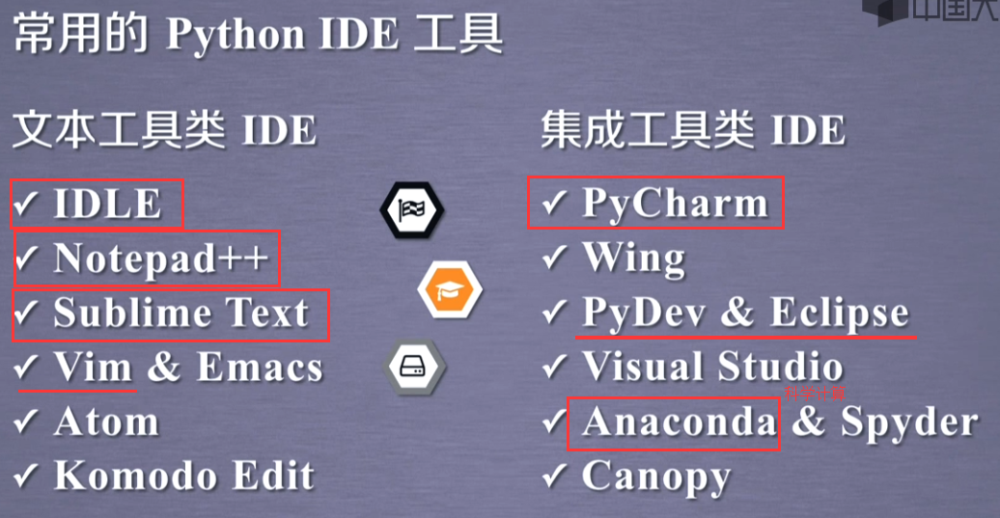 中国大
常用的 Python IDE 工具
文本工具类 IDE
✓ IDLE
✓ Notepad++
✓ Sublime Text
✓ Vim & Emacs
✓ Atom
✓ Komodo Edit
集成工具类 IDE
✓ PyCharm
✓ Wing
✓ PyDev & Eclipse
✓ Visual Studio
科学计算
✓ Anaconda & Spyder
✓ Canopy